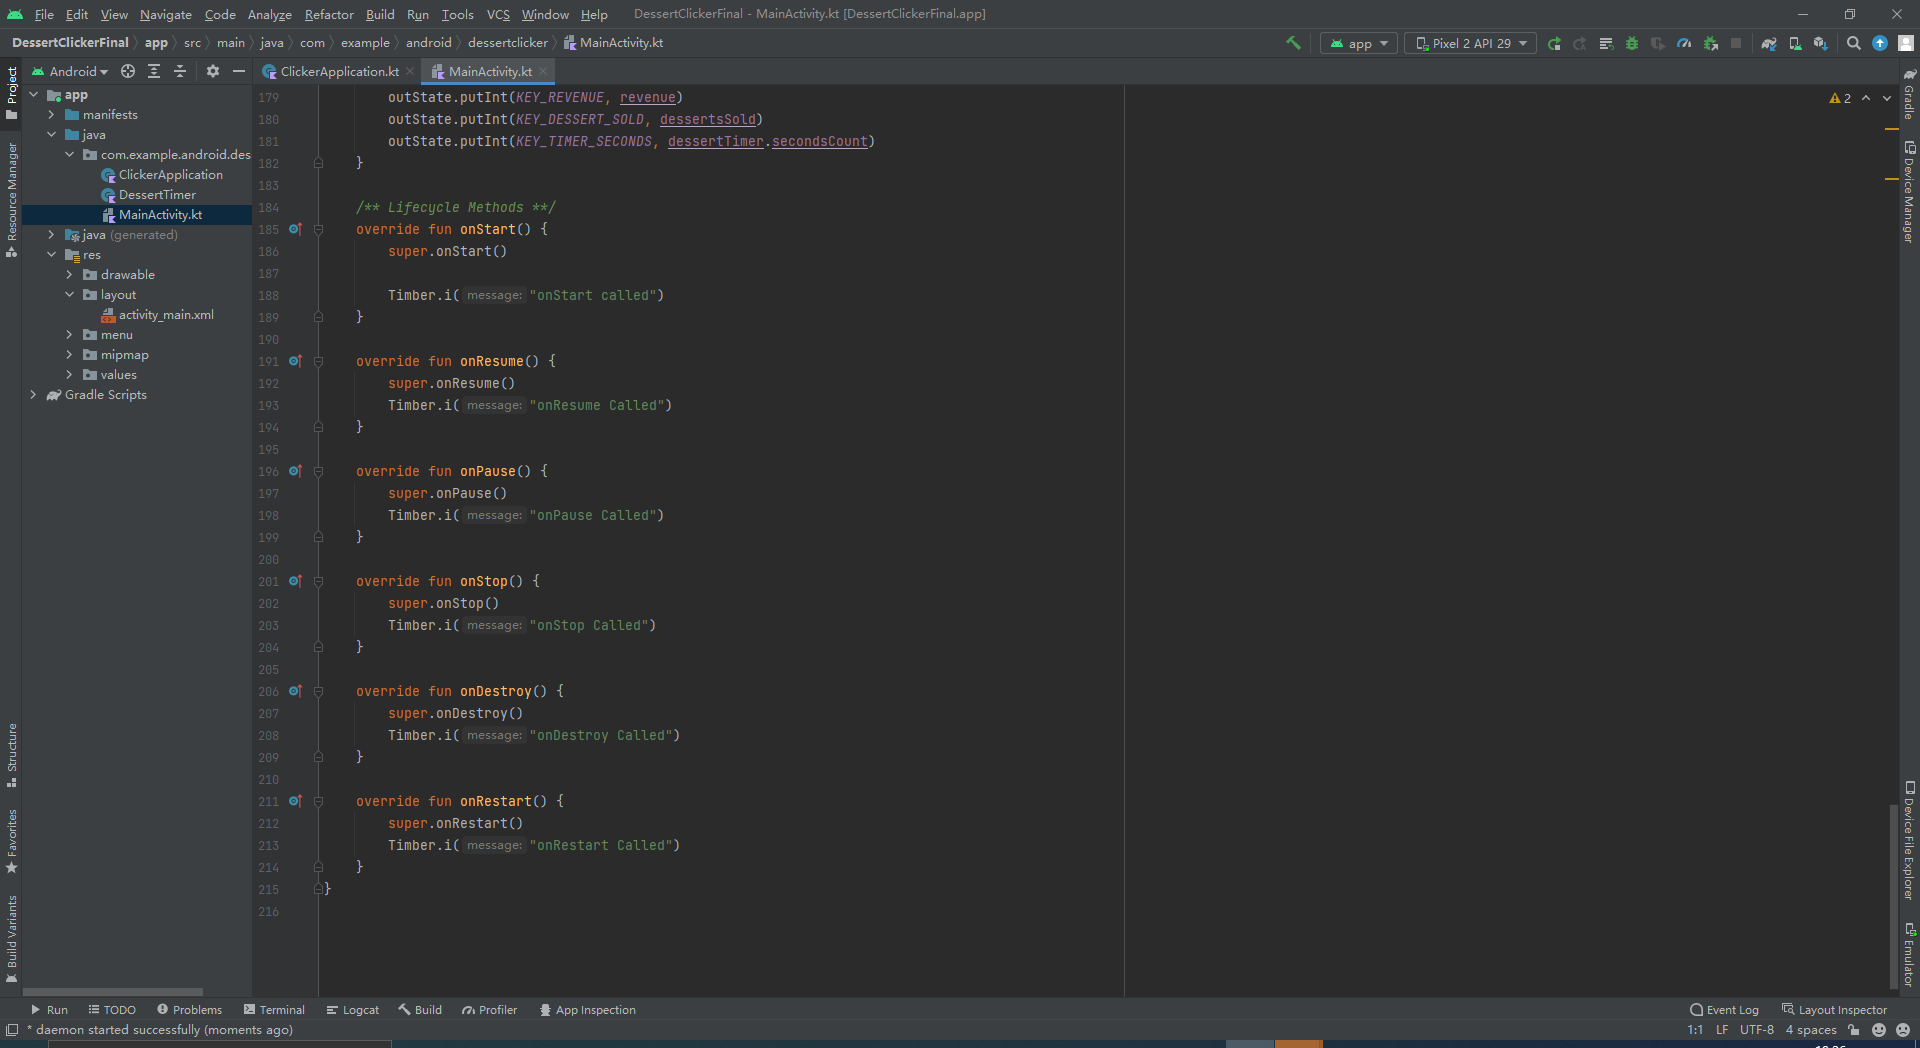 File Edit View Navigate Code Analyze Refactor Build Run Tools VCS Window Help DessertClickerFinal - MainActivity.kt [DessertClickerFinal.app]
DessertClickerFinal app src main java com example android dessertclicker MainActivity.kt app Pixel 2 API 29
Android ClickerApplication.kt MainActivity.kt
Project
Resource Manager
Structure
Favorites
Build Variants
app
manifests
java
com.example.android.des
ClickerApplication
DessertTimer
MainActivity.kt
java (generated)
res
drawable
layout
activity_main.xml
menu
mipmap
values
Gradle Scripts
179 outState.putInt(KEY_REVENUE, revenue)
180 outState.putInt(KEY_DESSERT_SOLD, dessertsSold)
181 outState.putInt(KEY_TIMER_SECONDS, dessertTimer.secondsCount)
182 }
183
184 /** Lifecycle Methods **/
185 override fun onStart() {
186 super.onStart()
187
188 Timber.i( message: "onStart called")
189 }
190
191 override fun onResume() {
192 super.onResume()
193 Timber.i( message: "onResume Called")
194 }
195
196 override fun onPause() {
197 super.onPause()
198 Timber.i( message: "onPause Called")
199 }
200
201 override fun onStop() {
202 super.onStop()
203 Timber.i( message: "onStop Called")
204 }
205
206 override fun onDestroy() {
207 super.onDestroy()
208 Timber.i( message: "onDestroy Called")
209 }
210
211 override fun onRestart() {
212 super.onRestart()
213 Timber.i( message: "onRestart Called")
214 }
215 }
216
2
Gradle
Device Manager
Device File Explorer
Emulator
Run TODO Problems Terminal Logcat Build Profiler App Inspection Event Log Layout Inspector
* daemon started successfully (moments ago) 1:1 LF UTF-8 4 spaces